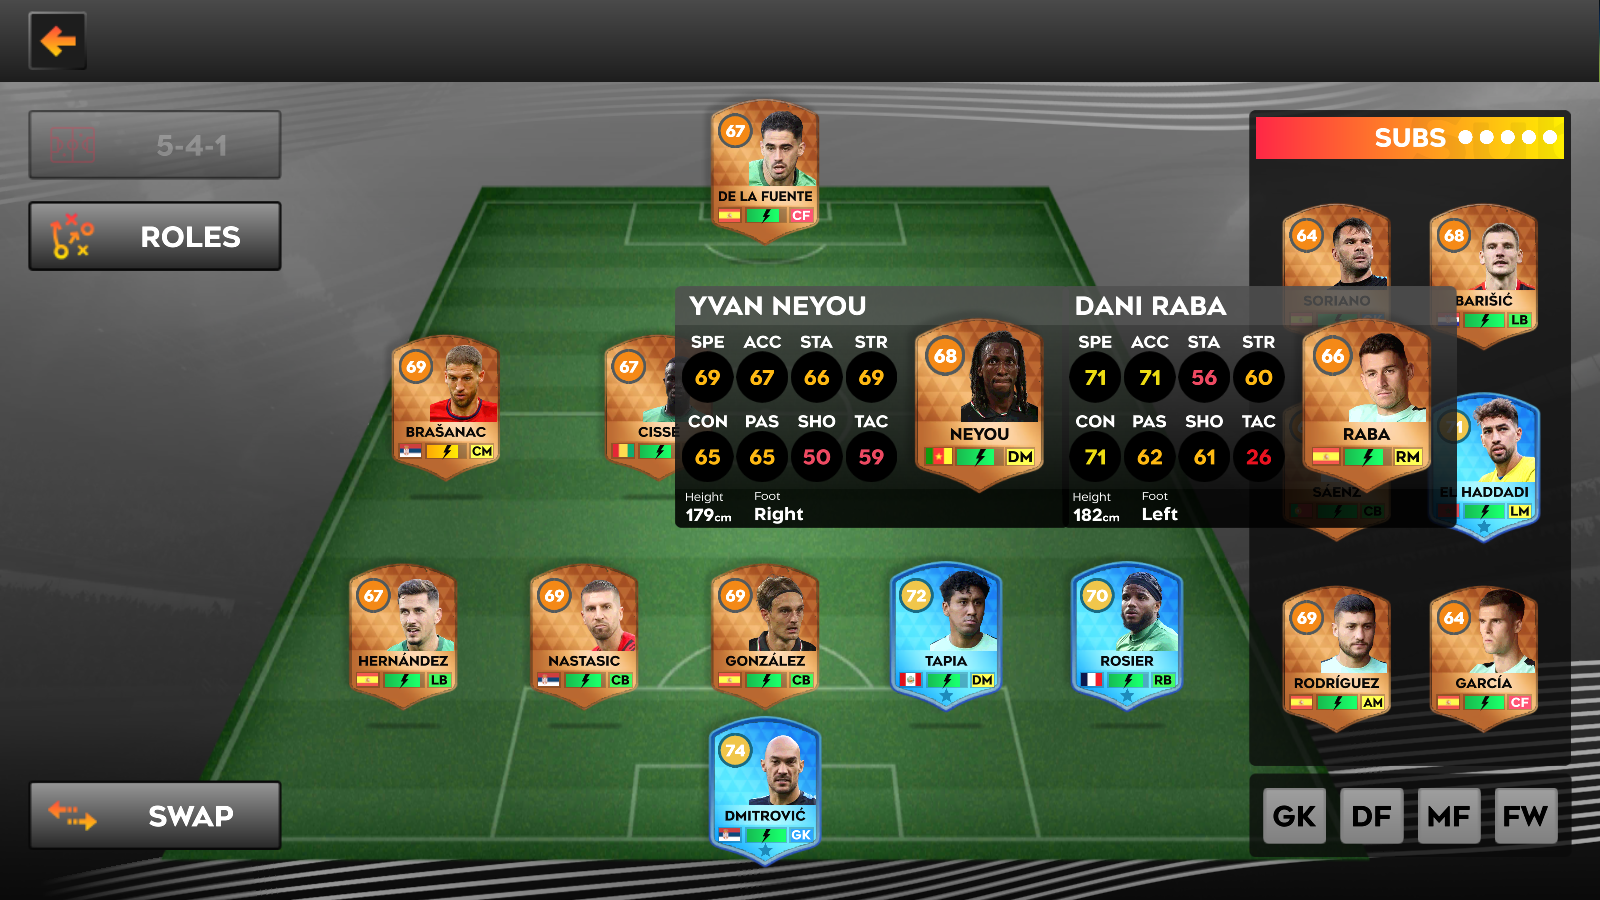 5-4-1
ROLES
67
DE LA FUENTE
CF
SUBS
64
SORIANO
68
BARIŠIĆ
LB
YVAN NEYOU
SPE ACC STA STR
69 67 66 69
CON PAS SHO TAC
65 65 50 59
Height Foot
179cm Right
68
NEYOU
DM
DANI RABA
SPE ACC STA STR
71 71 56 60
CON PAS SHO TAC
71 62 61 26
Height Foot
182cm Left
66
RABA
RM
69
BRAŠANAC
CM
67
CISSE
SÁENZ
CB
71
EL HADDADI
LM
67
HERNÁNDEZ
LB
69
NASTASIC
CB
69
GONZÁLEZ
CB
72
TAPIA
DM
70
ROSIER
RB
69
RODRÍGUEZ
AM
64
GARCÍA
CF
74
DMITROVIĆ
GK
SWAP
GK DF MF FW